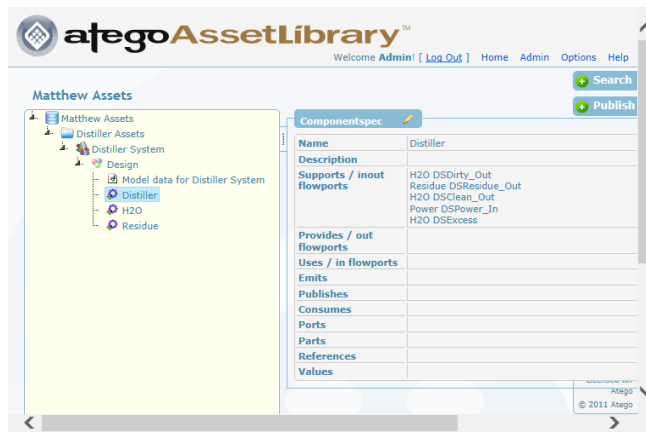 ategoAssetLibrary™
Welcome Admin! [ Log Out ] Home Admin Options Help
Search
Publish
Matthew Assets
Matthew Assets
Distiller Assets
Distiller System
Design
Model data for Distiller System
Distiller
H2O
Residue
Componentspec
Name Distiller
Description
Supports / inout flowports
H2O DSDirty_Out
Residue DSResidue_Out
H2O DSClean_Out
Power DSPower_In
H2O DSExcess
Provides / out
flowports
Uses / in flowports
Emits
Publishes
Consumes
Ports
Parts
References
Values
Atego
© 2011 Atego